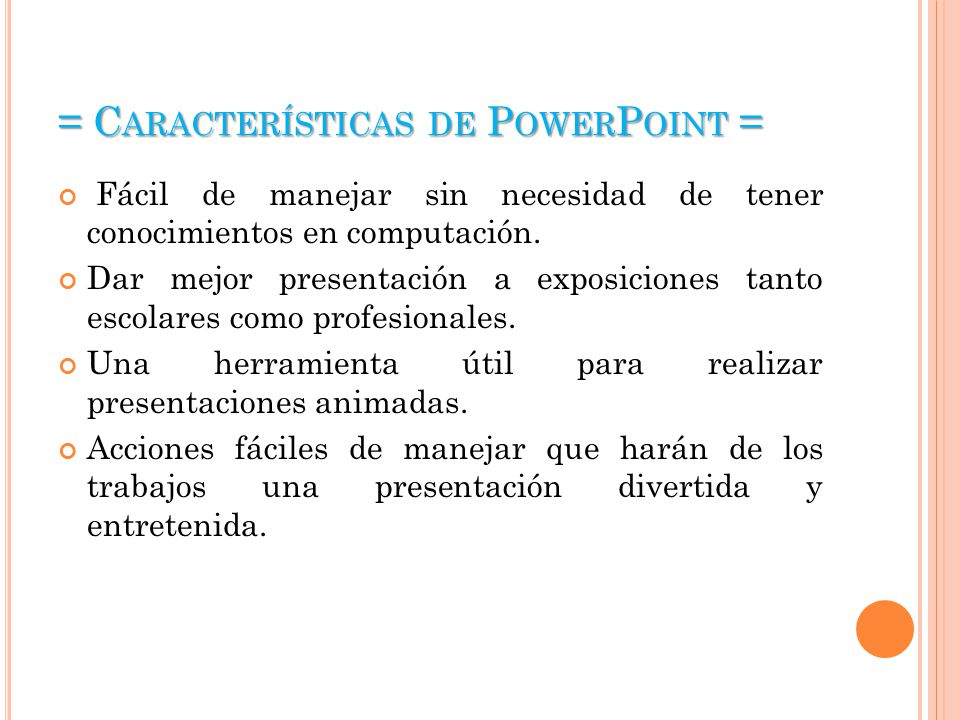 = Características de PowerPoint =
Fácil de manejar sin necesidad de tener
conocimientos en computación.
Dar mejor presentación a exposiciones tanto
escolares como profesionales.
Una herramienta útil para realizar
presentaciones animadas.
Acciones fáciles de manejar que harán de los
trabajos una presentación divertida y
entretenida.